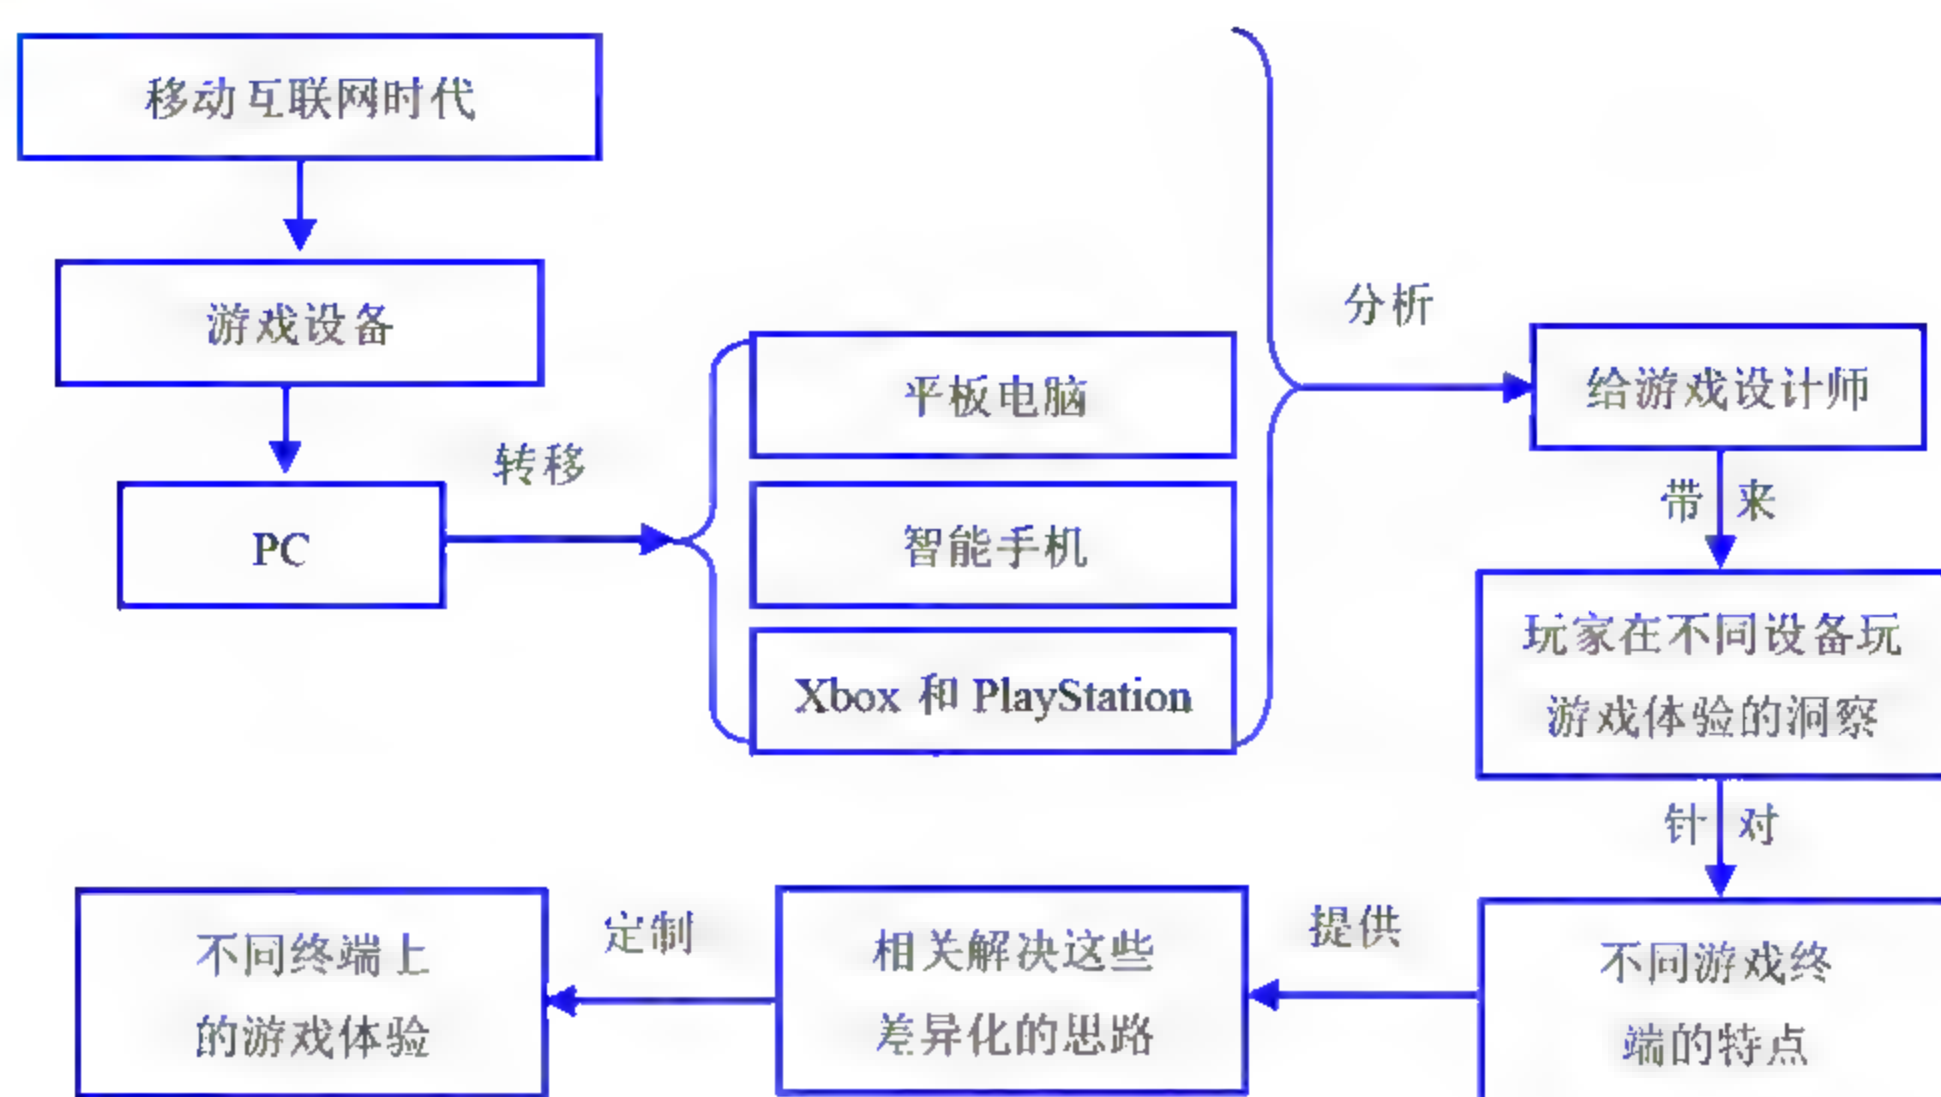 移动互联网时代
游戏设备
PC
转移
平板电脑
智能手机
Xbox 和 PlayStation
分析
给游戏设计师
带来
玩家在不同设备玩
游戏体验的洞察
针对
不同游戏终
端的特点
提供
相关解决这些
差异化的思路
定制
不同终端上
的游戏体验